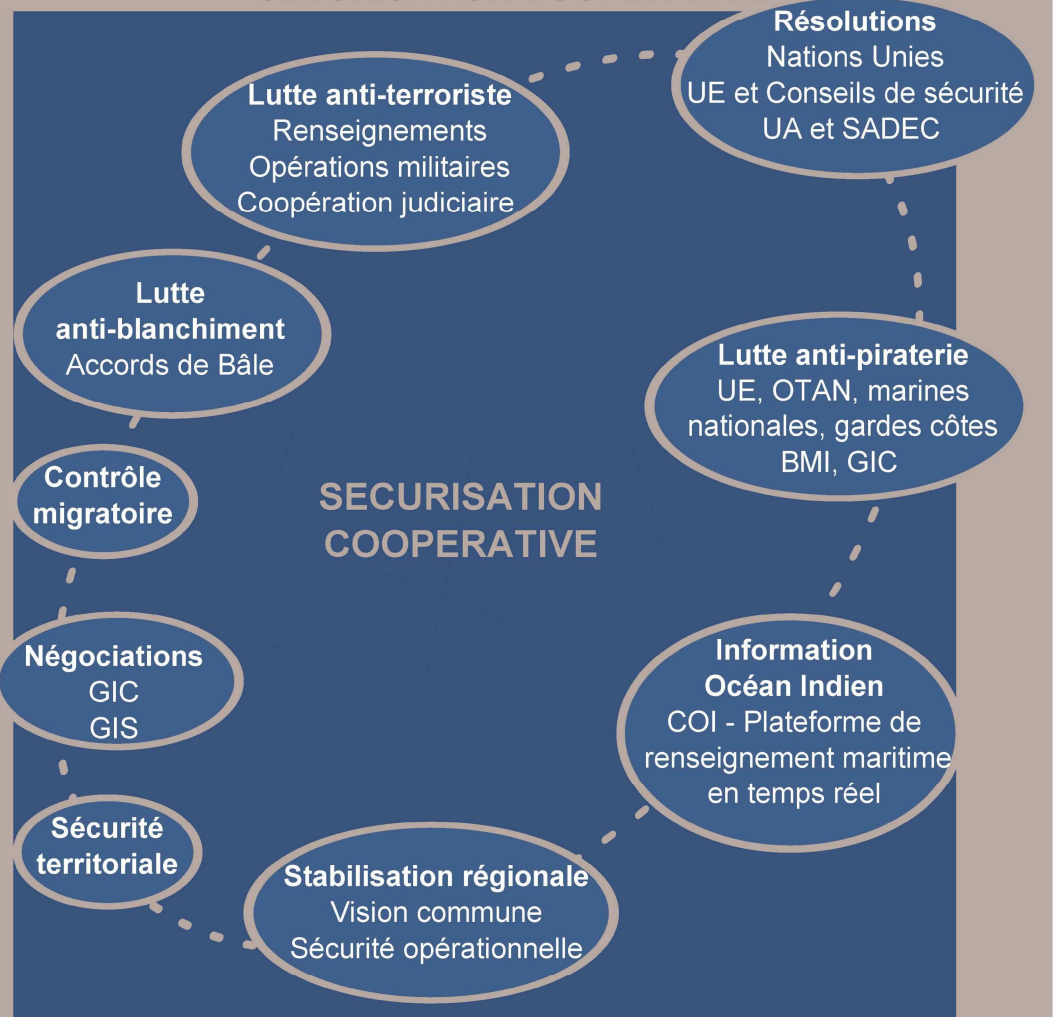 Résolutions
Nations Unies
UE et Conseils de sécurité
UA et SADEC
Lutte anti-terroriste
Renseignements
Opérations militaires
Coopération judiciaire
Lutte
anti-blanchiment
Accords de Bâle
Lutte anti-piraterie
UE, OTAN, marines
nationales, gardes côtes
BMI, GIC
Contrôle
migratoire
SECURISATION
COOPERATIVE
Négociations
GIC
GIS
Information
Océan Indien
COI - Plateforme de
renseignement maritime
en temps réel
Sécurité
territoriale
Stabilisation régionale
Vision commune
Sécurité opérationnelle